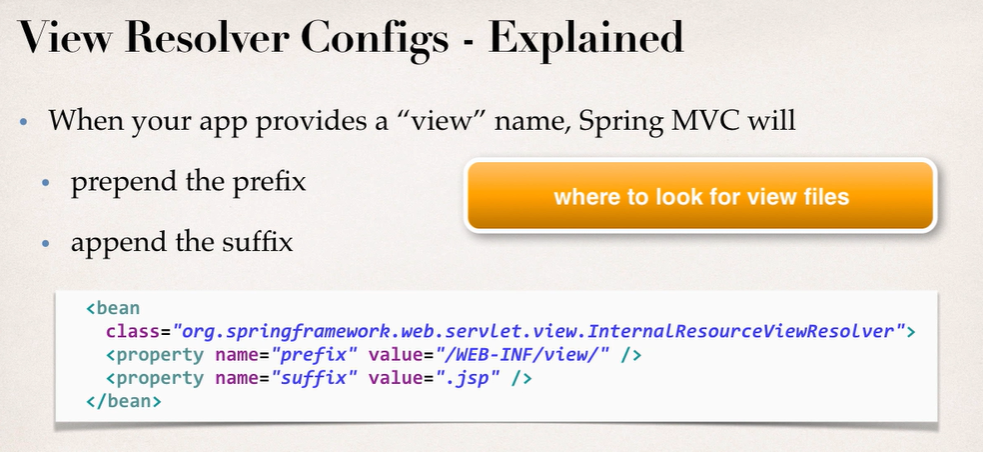 View Resolver Configs - Explained
• When your app provides a “view” name, Spring MVC will
• prepend the prefix
where to look for view files
• append the suffix
<bean
class="org.springframework.web.servlet.view.InternalResourceViewResolver">
<property name="prefix" value="/WEB-INF/view/" />
<property name="suffix" value=".jsp" />
</bean>